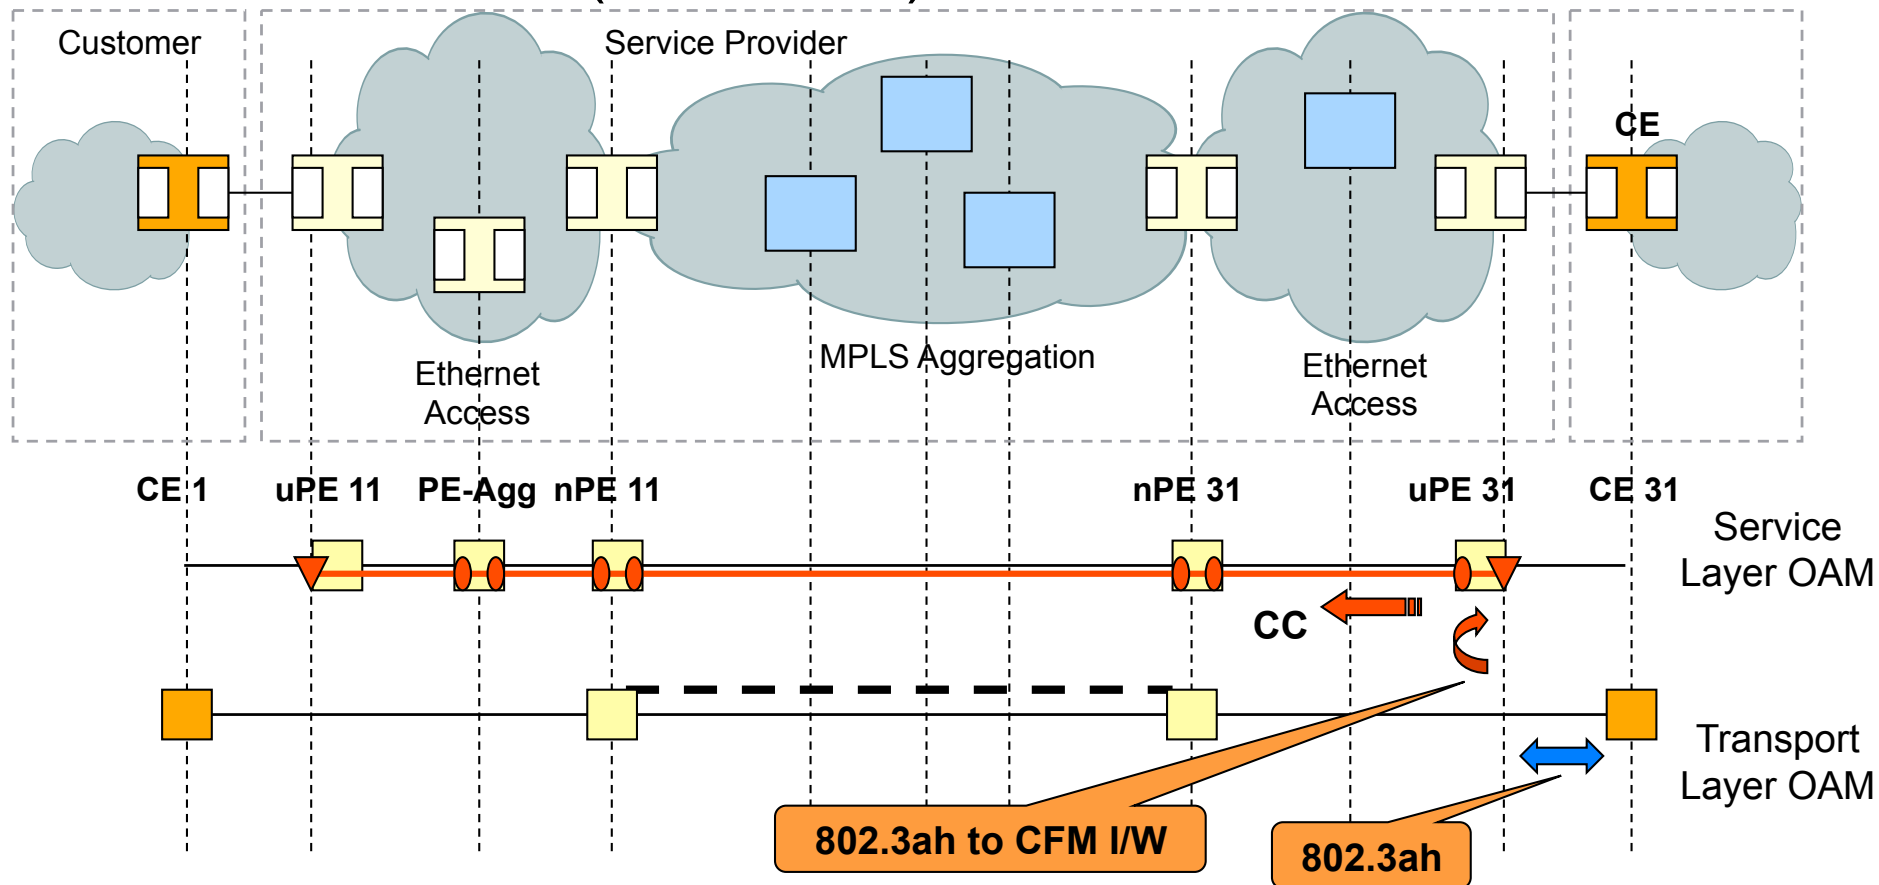 Customer
Service Provider
CE
MPLS Aggregation
Ethernet
Access
Ethernet
Access
CE 1
uPE 11
PE-Agg
nPE 11
nPE 31
uPE 31
CE 31
Service
Layer OAM
CC
Transport
Layer OAM
802.3ah to CFM I/W
802.3ah